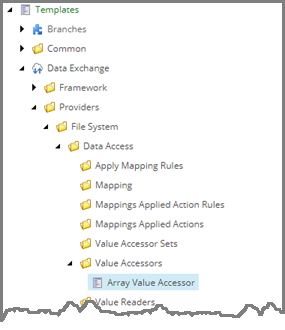 Templates
Branches
Common
Data Exchange
Framework
Providers
File System
Data Access
Apply Mapping Rules
Mapping
Mappings Applied Action Rules
Mappings Applied Actions
Value Accessor Sets
Value Accessors
Array Value Accessor
Value Readers